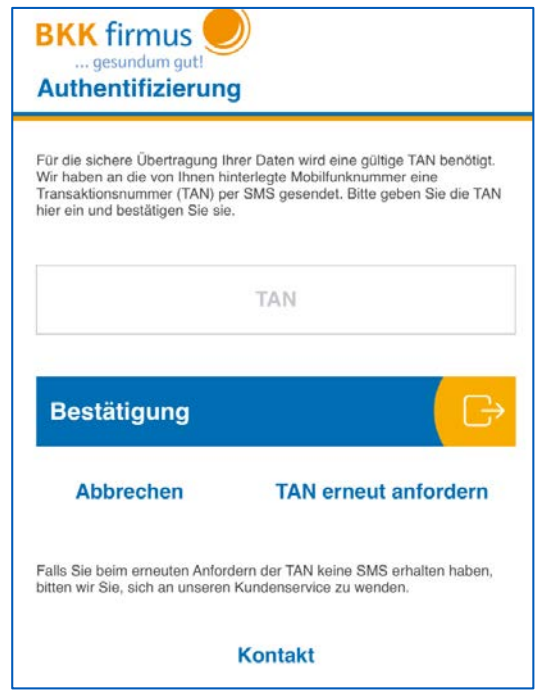 BKK firmus
... gesundum gut!
Authentifizierung
Für die sichere Übertragung Ihrer Daten wird eine gültige TAN benötigt.
Wir haben an die von Ihnen hinterlegte Mobilfunknummer eine
Transaktionsnummer (TAN) per SMS gesendet. Bitte geben Sie die TAN
hier ein und bestätigen Sie sie.
TAN
Bestätigung
Abbrechen TAN erneut anfordern
Falls Sie beim erneuten Anfordern der TAN keine SMS erhalten haben,
bitten wir Sie, sich an unseren Kundenservice zu wenden.
Kontakt